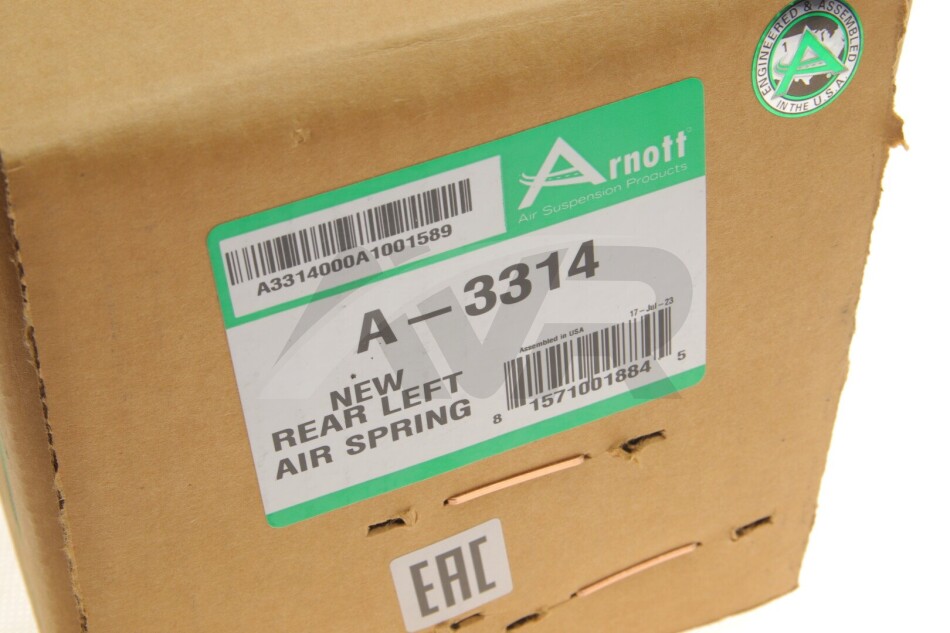 ENGINEERED & ASSEMBLED
IN THE U.S.A.
Arnott
Air Suspension Products
A3314000A1001589
A-3314
17-Jul-23
Assembled in USA
NEW
REAR LEFT
AIR SPRING
8 1571001884 5
AVR
EAC